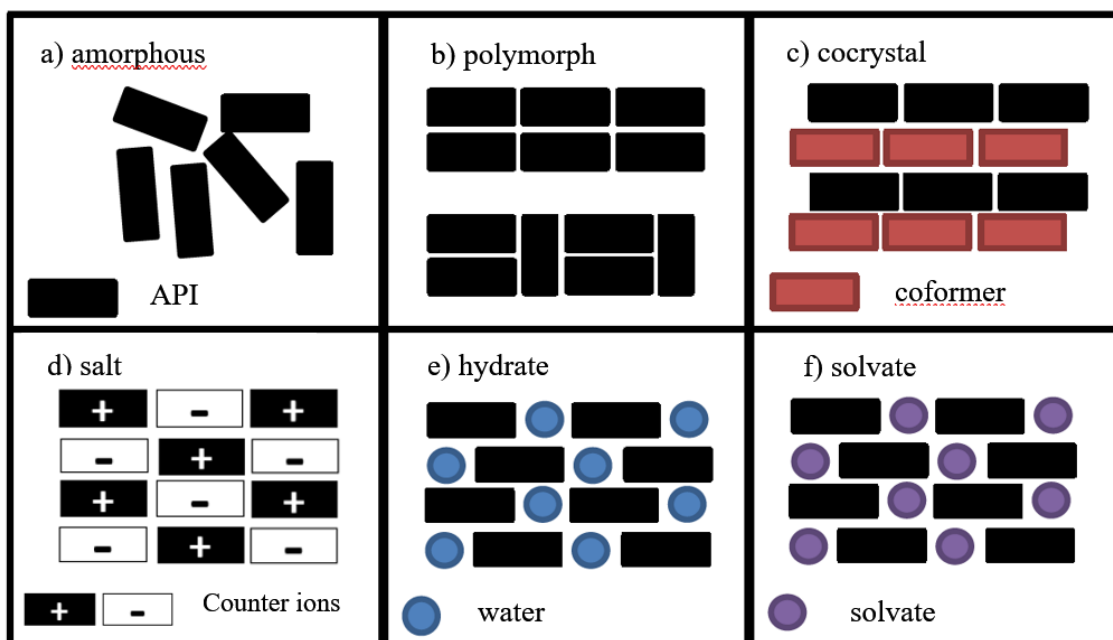 a) amorphous
b) polymorph
c) cocrystal
API
coformer
d) salt
e) hydrate
f) solvate
+ - +
- + -
+ - +
- + -
+ - Counter ions
water
solvate